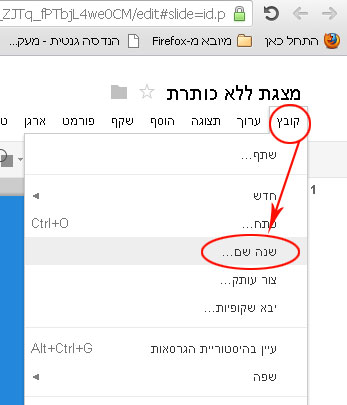 _ZJTq_fPTbjL4we0CM/edit#slide=id.p
התחל כאן מיובא מ-Firefox הנדסה גנטית - מעק...
מצגת ללא כותרת
קובץ ערוך תצוגה הוסף שקף פורמט ארגן
שתף...
1
חדש
פתח... Ctrl+O
שנה שם...
צור עותק...
יבא שקופיות...
עיין בהיסטוריית הגרסאות Alt+Ctrl+G
שפה